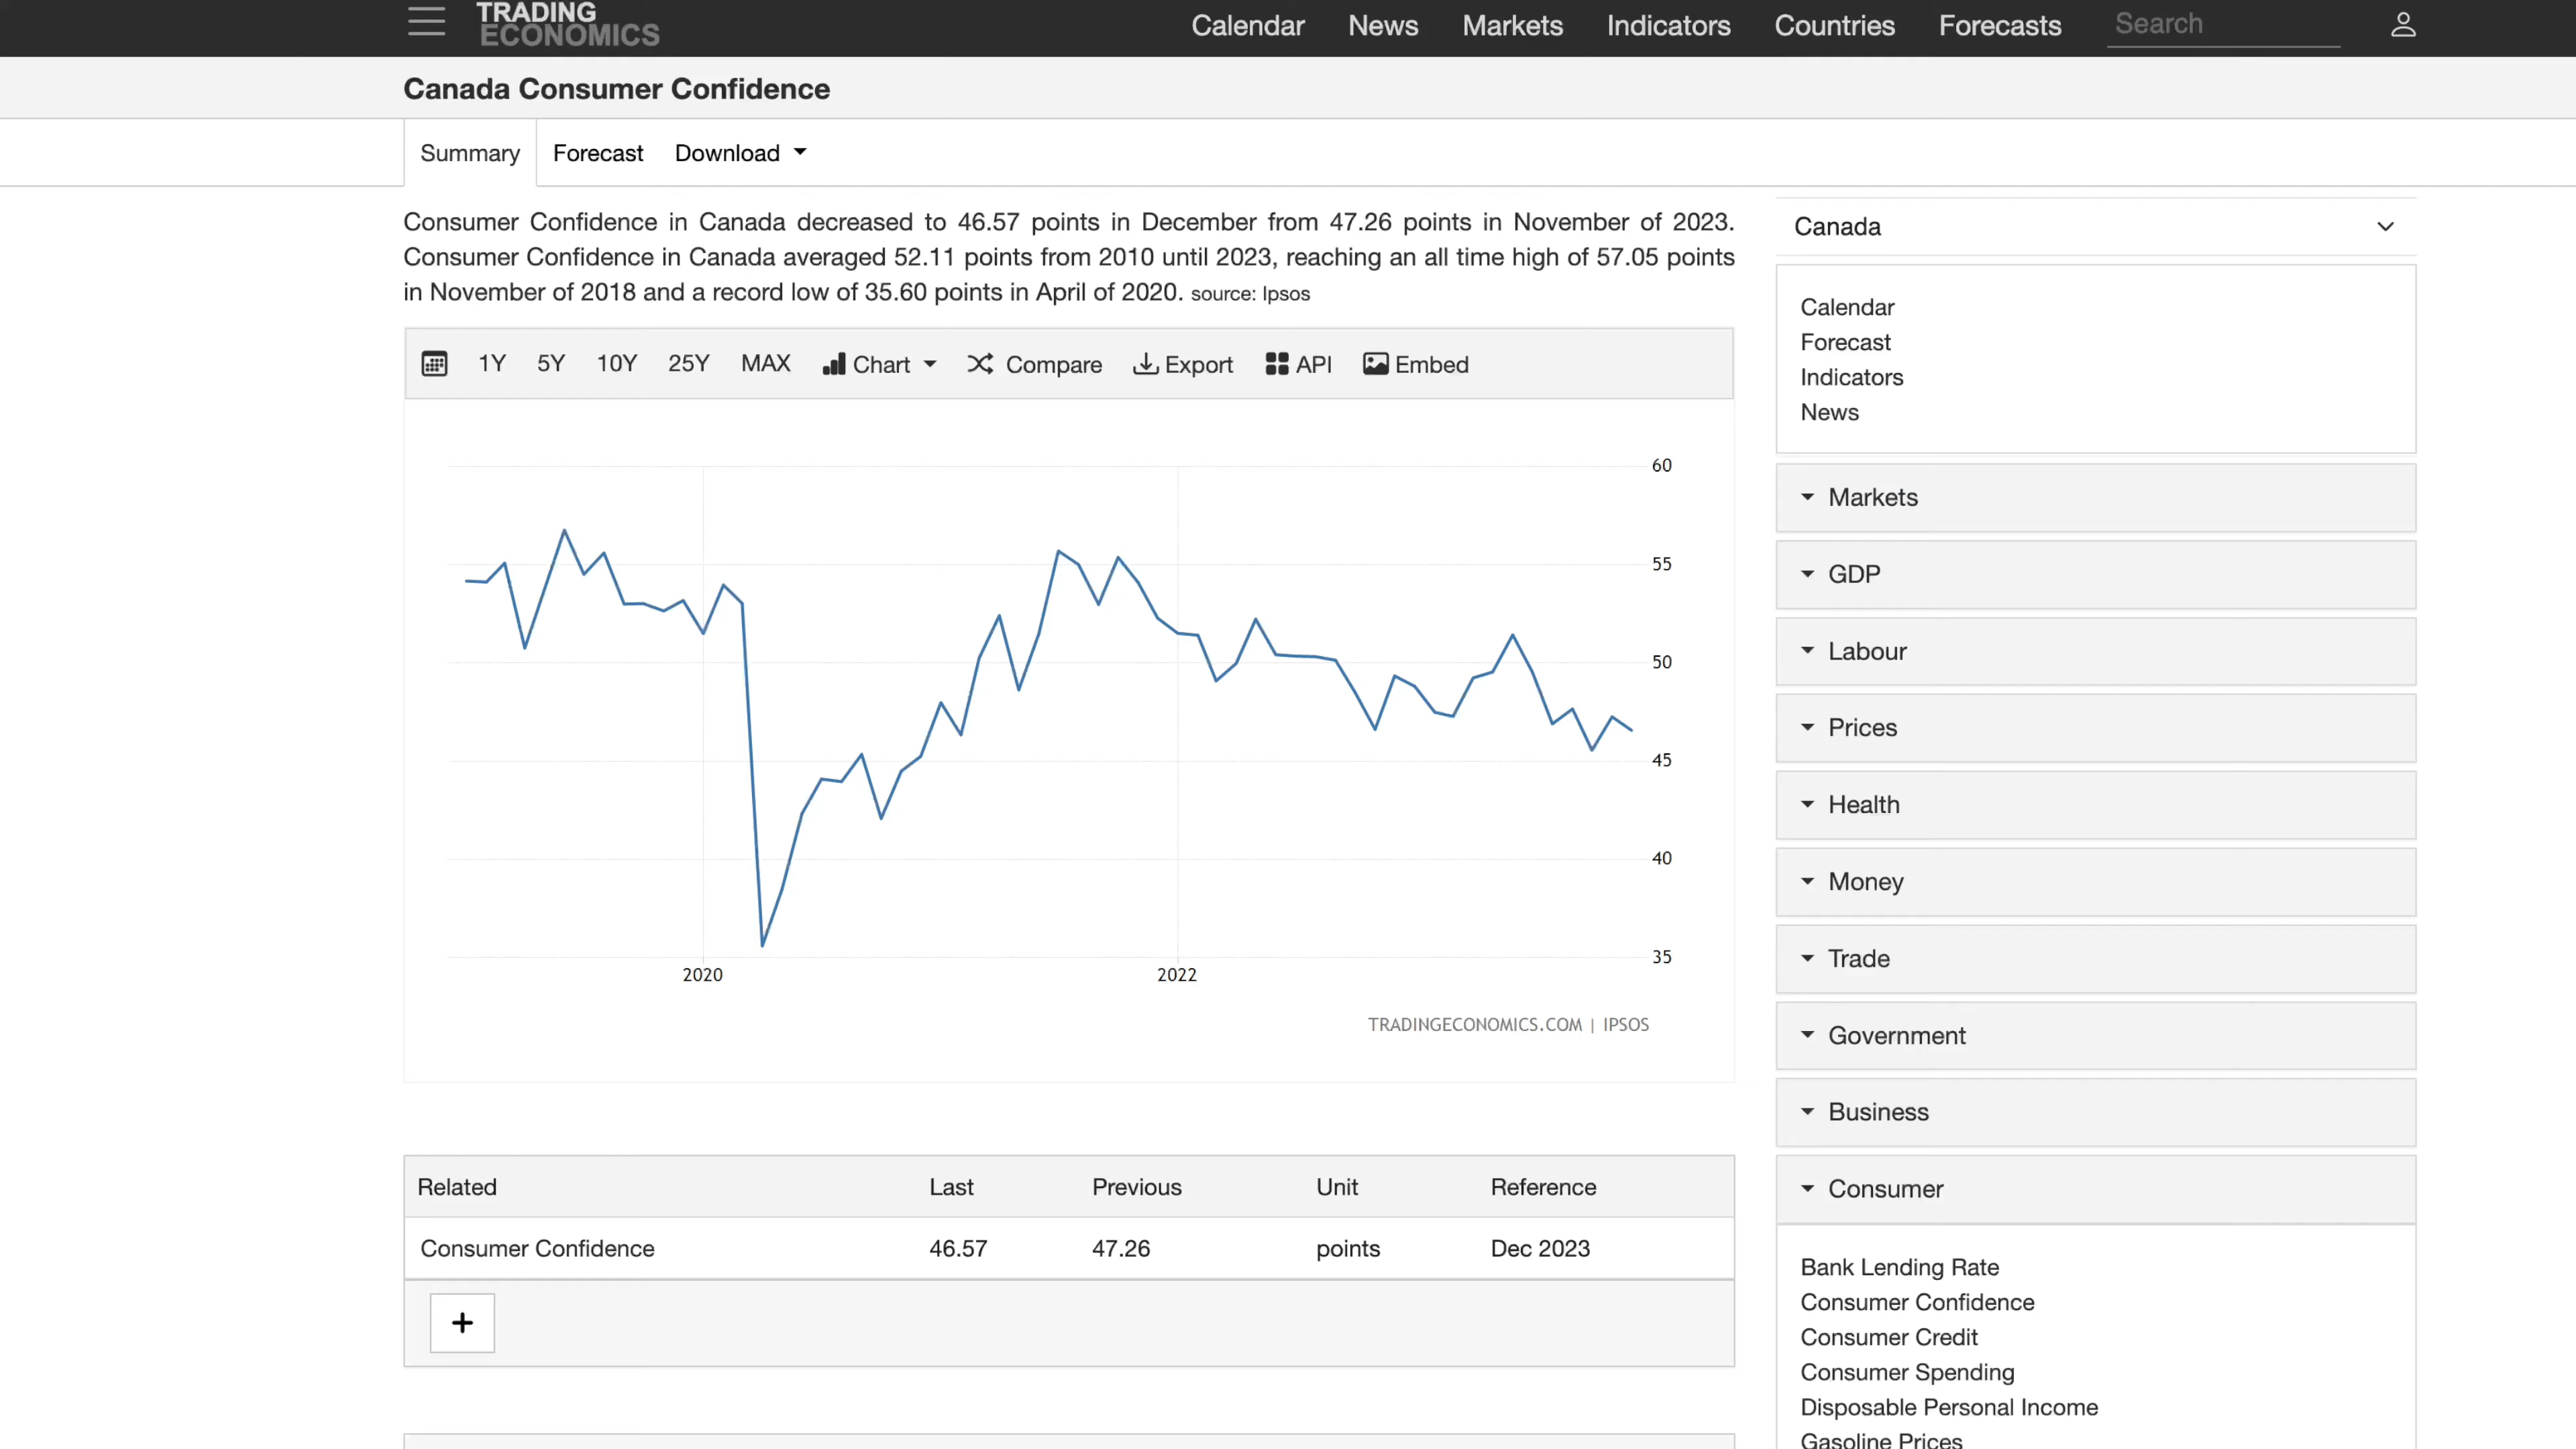 TRADING
ECONOMICS
Calendar News Markets Indicators Countries Forecasts Search
Canada Consumer Confidence
Summary Forecast Download
Consumer Confidence in Canada decreased to 46.57 points in December from 47.26 points in November of 2023.
Consumer Confidence in Canada averaged 52.11 points from 2010 until 2023, reaching an all time high of 57.05 points
in November of 2018 and a record low of 35.60 points in April of 2020. source: Ipsos
1Y 5Y 10Y 25Y MAX Chart Compare Export API Embed
60
55
50
45
40
35
2020 2022
TRADINGECONOMICS.COM | IPSOS
Related Last Previous Unit Reference
Consumer Confidence 46.57 47.26 points Dec 2023
+
Canada
Calendar
Forecast
Indicators
News
Markets
GDP
Labour
Prices
Health
Money
Trade
Government
Business
Consumer
Bank Lending Rate
Consumer Confidence
Consumer Credit
Consumer Spending
Disposable Personal Income
Gasoline Prices